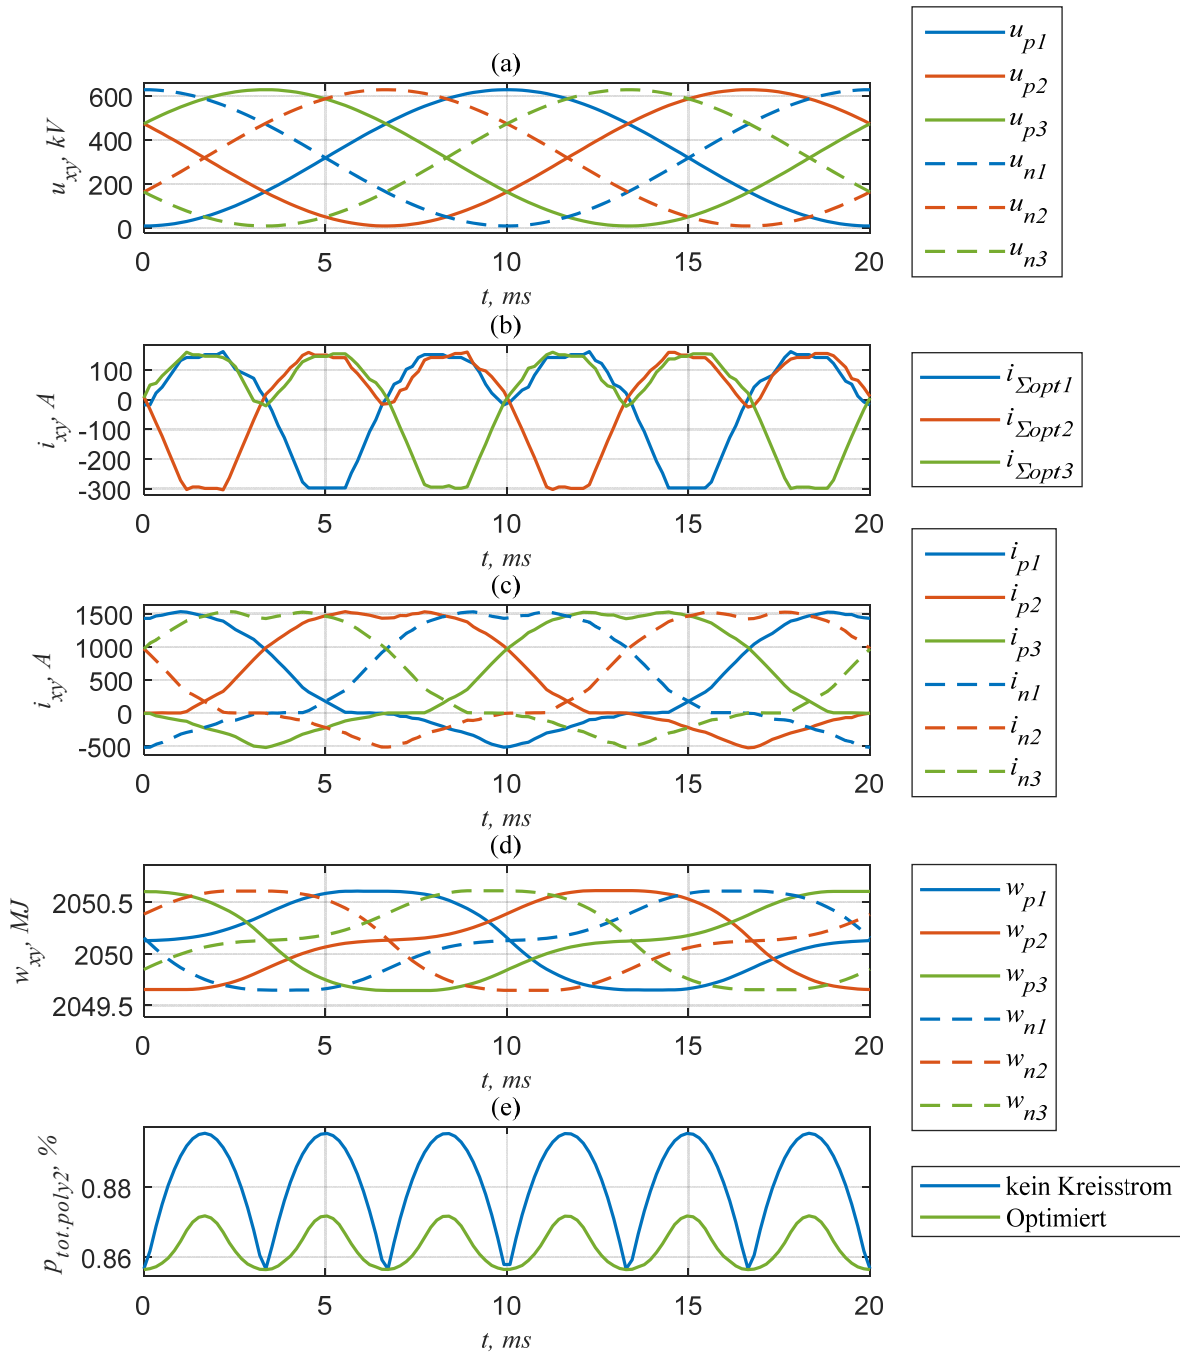 (a)
600
400
200
0
u_xy, kV
0 5 10 15 20
t, ms
u_p1
u_p2
u_p3
u_n1
u_n2
u_n3
(b)
100
0
-100
-200
-300
i_xy, A
0 5 10 15 20
t, ms
i_Σopt1
i_Σopt2
i_Σopt3
(c)
1500
1000
500
0
-500
i_xy, A
0 5 10 15 20
t, ms
i_p1
i_p2
i_p3
i_n1
i_n2
i_n3
(d)
2050.5
2050
2049.5
w_xy, MJ
0 5 10 15 20
t, ms
w_p1
w_p2
w_p3
w_n1
w_n2
w_n3
(e)
0.88
0.86
p_tot.poly2, %
0 5 10 15 20
t, ms
kein Kreisstrom
Optimiert